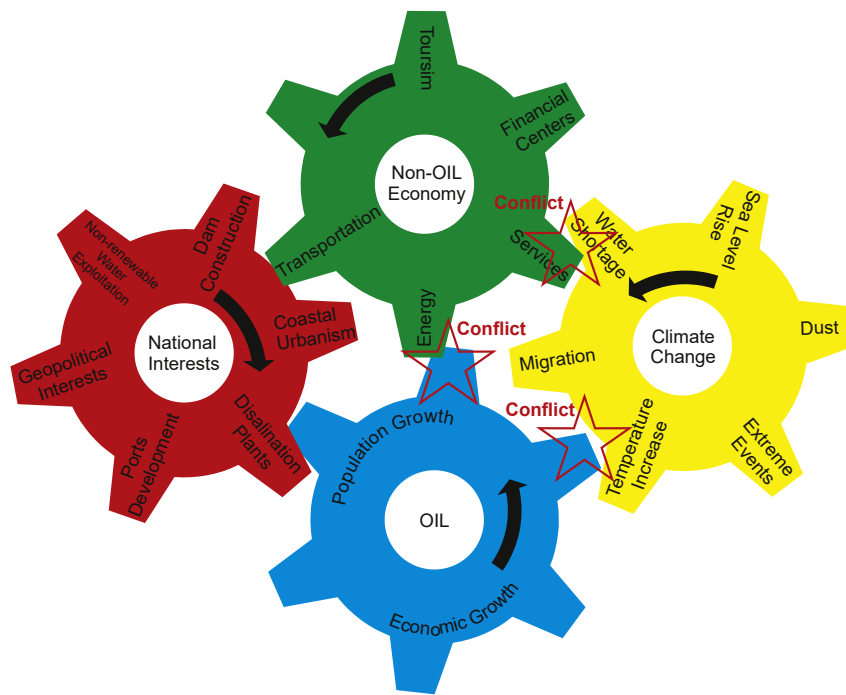 Toursim
Financial
Centers
Non-OIL
Economy
Transportation
Services
Energy
Conflict
Sea Level
Rise
Water
Shortage
Dust
Climate
Change
Migration
Temperature
Increase
Extreme
Events
Conflict
Conflict
Dam
Construction
Non-renewable
Water
Exploitation
Coastal
Urbanism
National
Interests
Geopolitical
Interests
Ports
Development
Disalination
Plants
Population Growth
OIL
Economic Growth